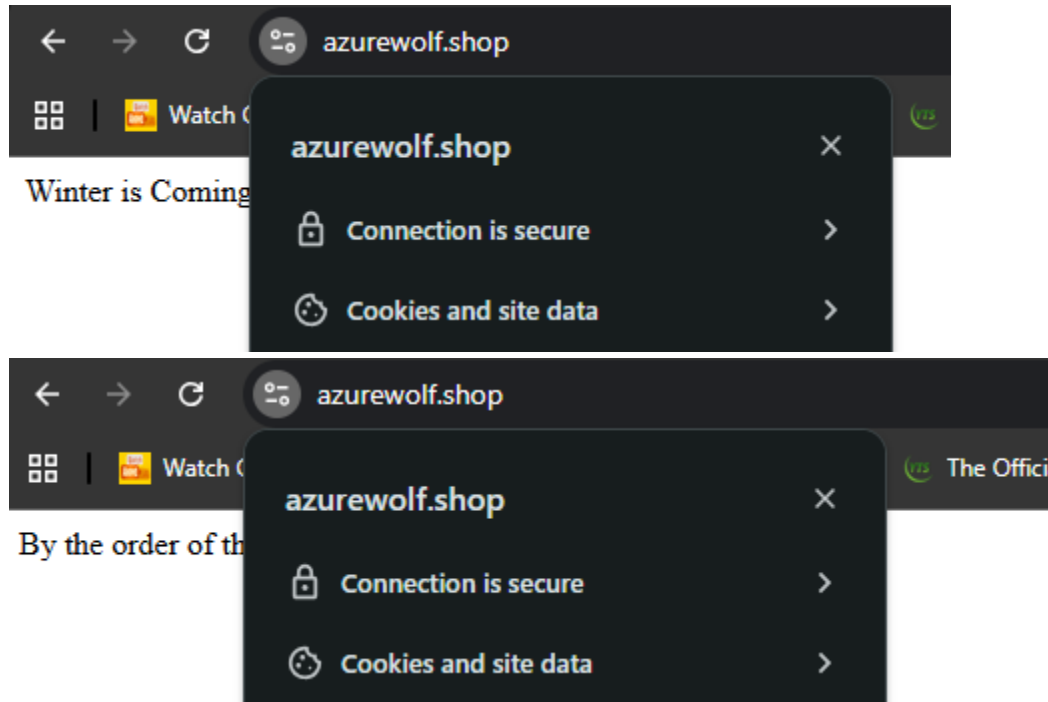 azurewolf.shop
Watch
azurewolf.shop
Winter is Coming
Connection is secure
Cookies and site data
azurewolf.shop
Watch
The Offici
azurewolf.shop
By the order of th
Connection is secure
Cookies and site data